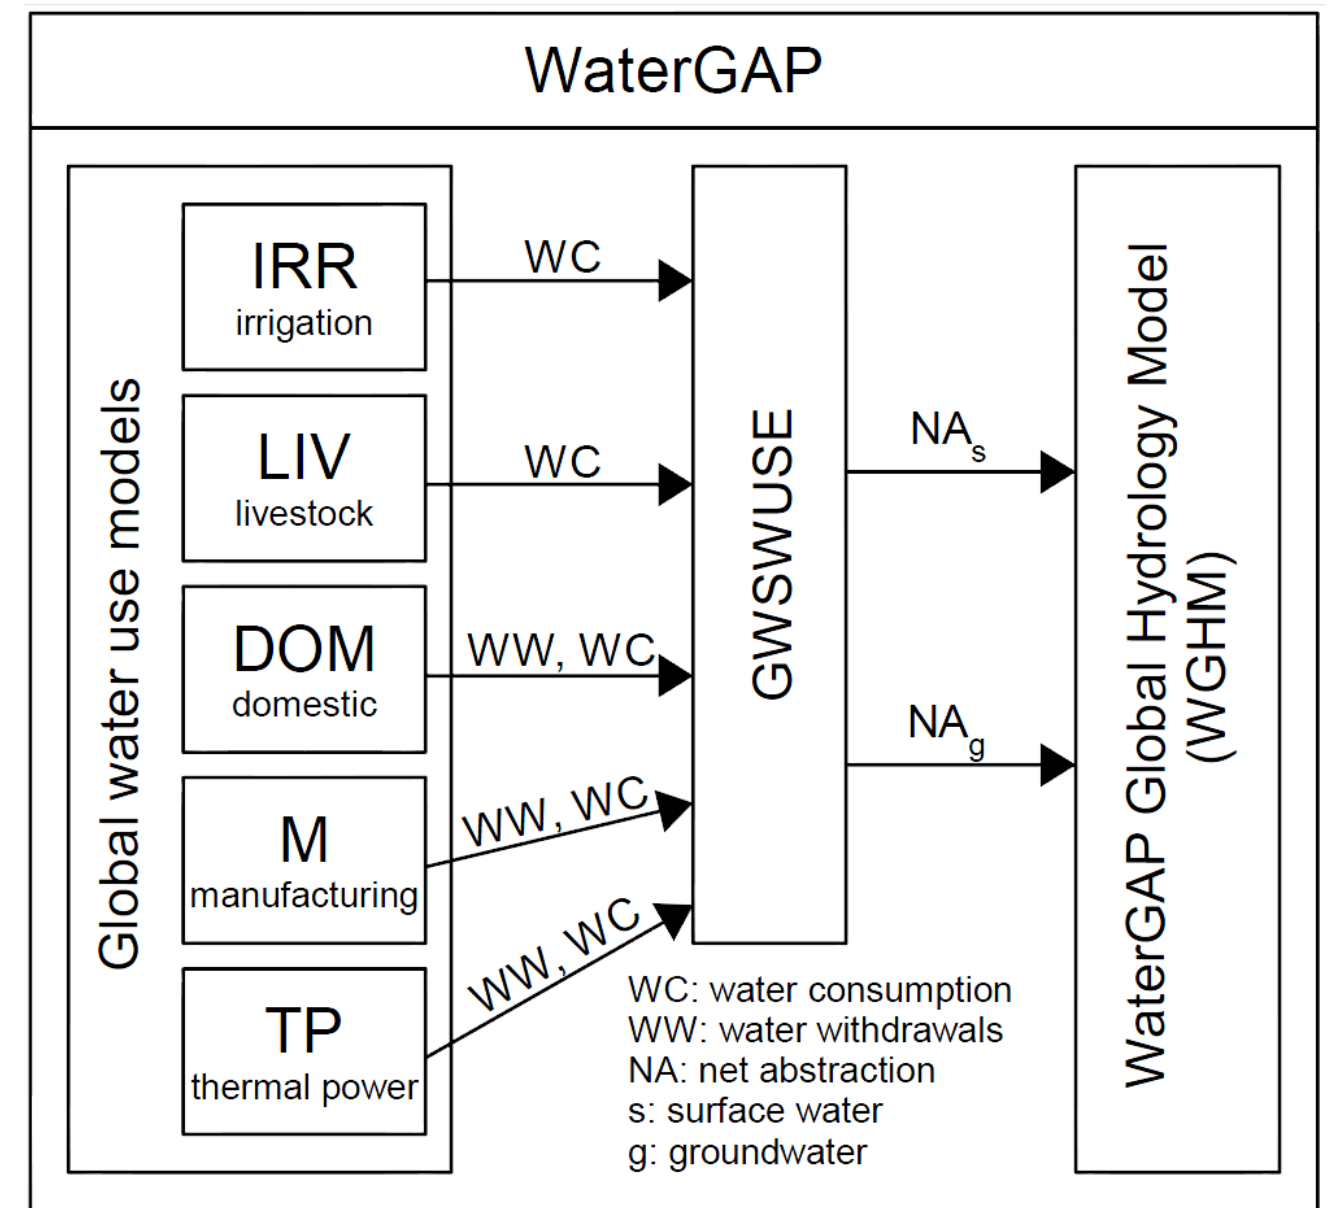 WaterGAP
Global water use models
IRR
irrigation
WC
LIV
livestock
WC
DOM
domestic
WW, WC
M
manufacturing
WW, WC
TP
thermal power
WW, WC
GWSWUSE
NAs
NAg
WaterGAP Global Hydrology Model
(WGHM)
WC: water consumption
WW: water withdrawals
NA: net abstraction
s: surface water
g: groundwater